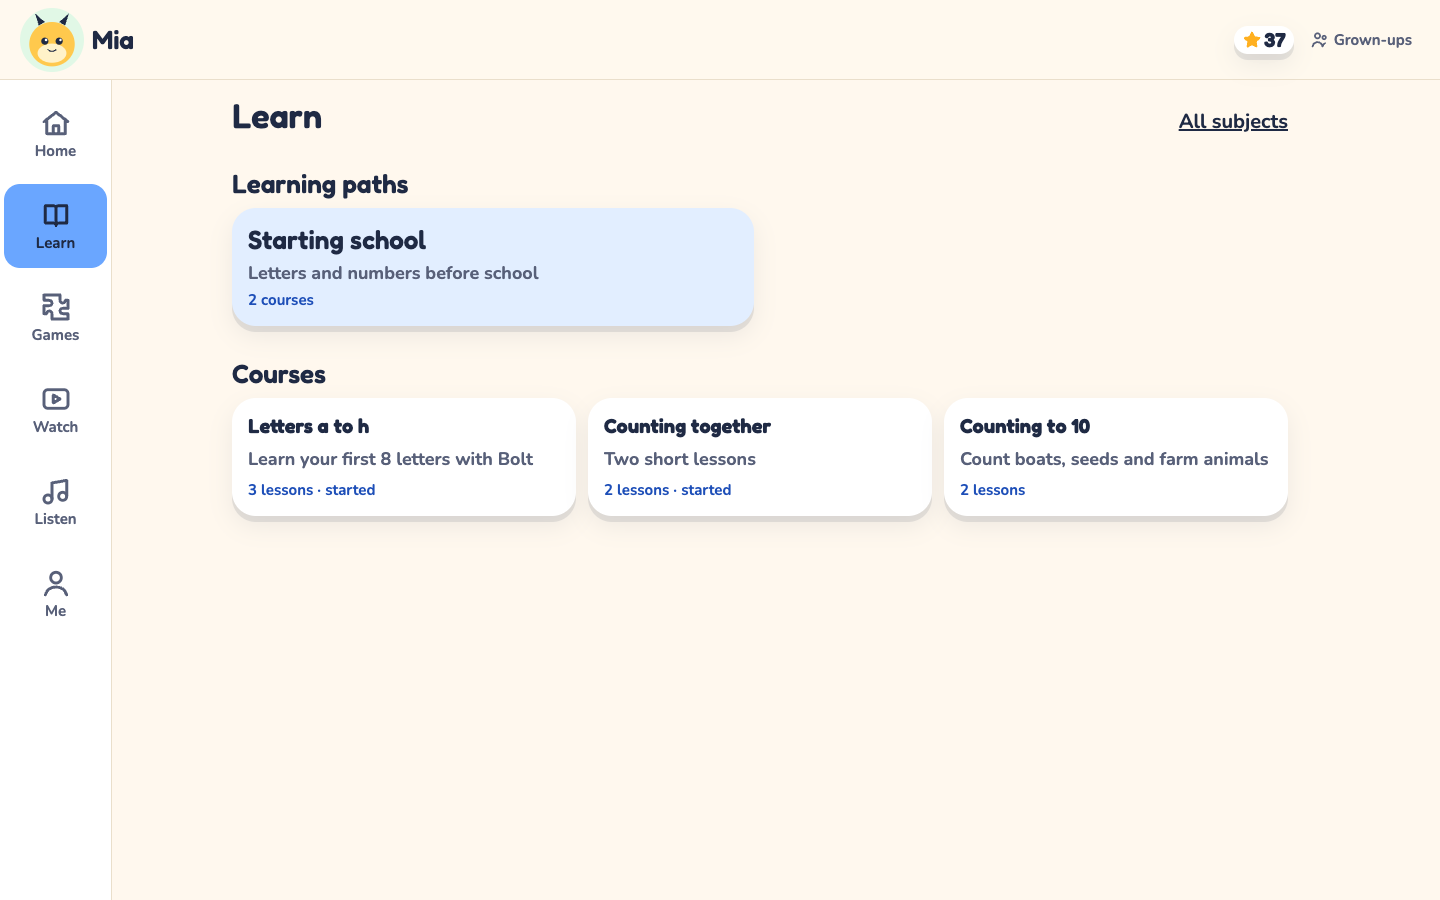 Mia
37
Grown-ups
Home
Learn
Games
Watch
Listen
Me
Learn
All subjects
Learning paths
Starting school
Letters and numbers before school
2 courses
Courses
Letters a to h
Learn your first 8 letters with Bolt
3 lessons · started
Counting together
Two short lessons
2 lessons · started
Counting to 10
Count boats, seeds and farm animals
2 lessons